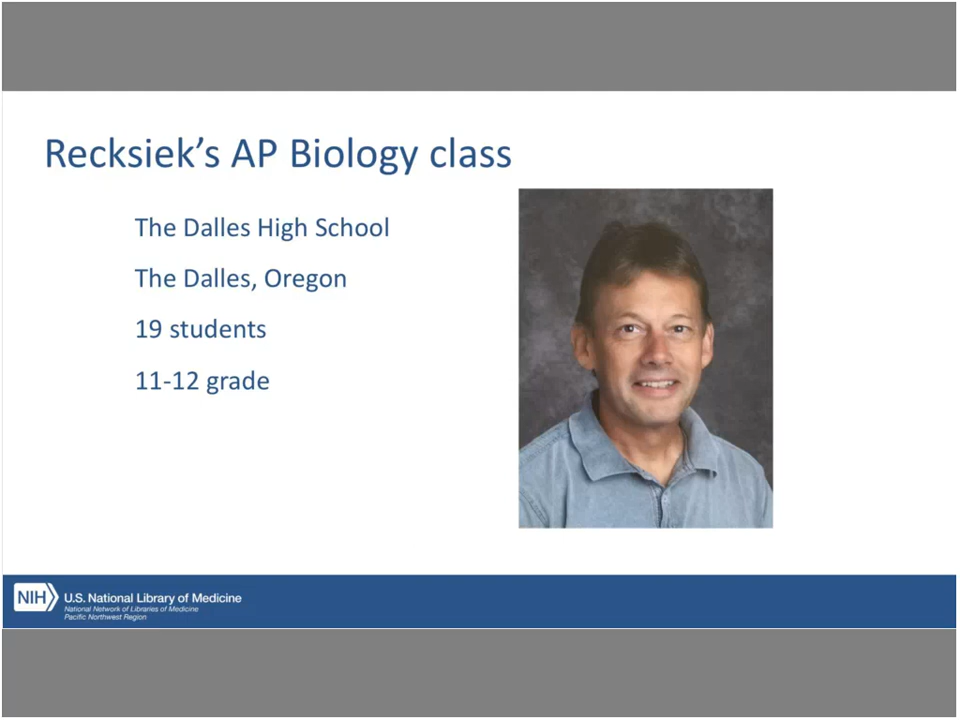 Recksiek’s AP Biology class
The Dalles High School
The Dalles, Oregon
19 students
11-12 grade
NIH
U.S. National Library of Medicine
National Network of Libraries of Medicine
Pacific Northwest Region